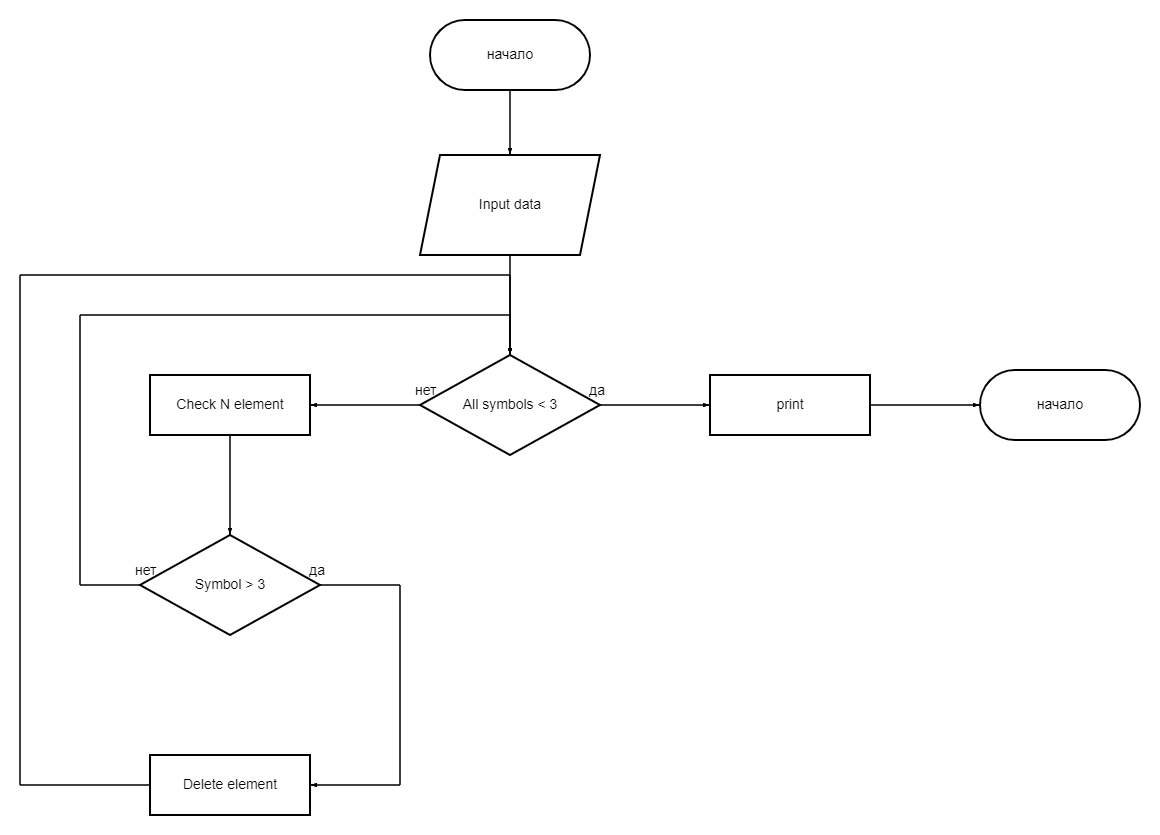 начало
Input data
нет
All symbols < 3
да
Check N element
print
начало
нет
Symbol > 3
да
Delete element